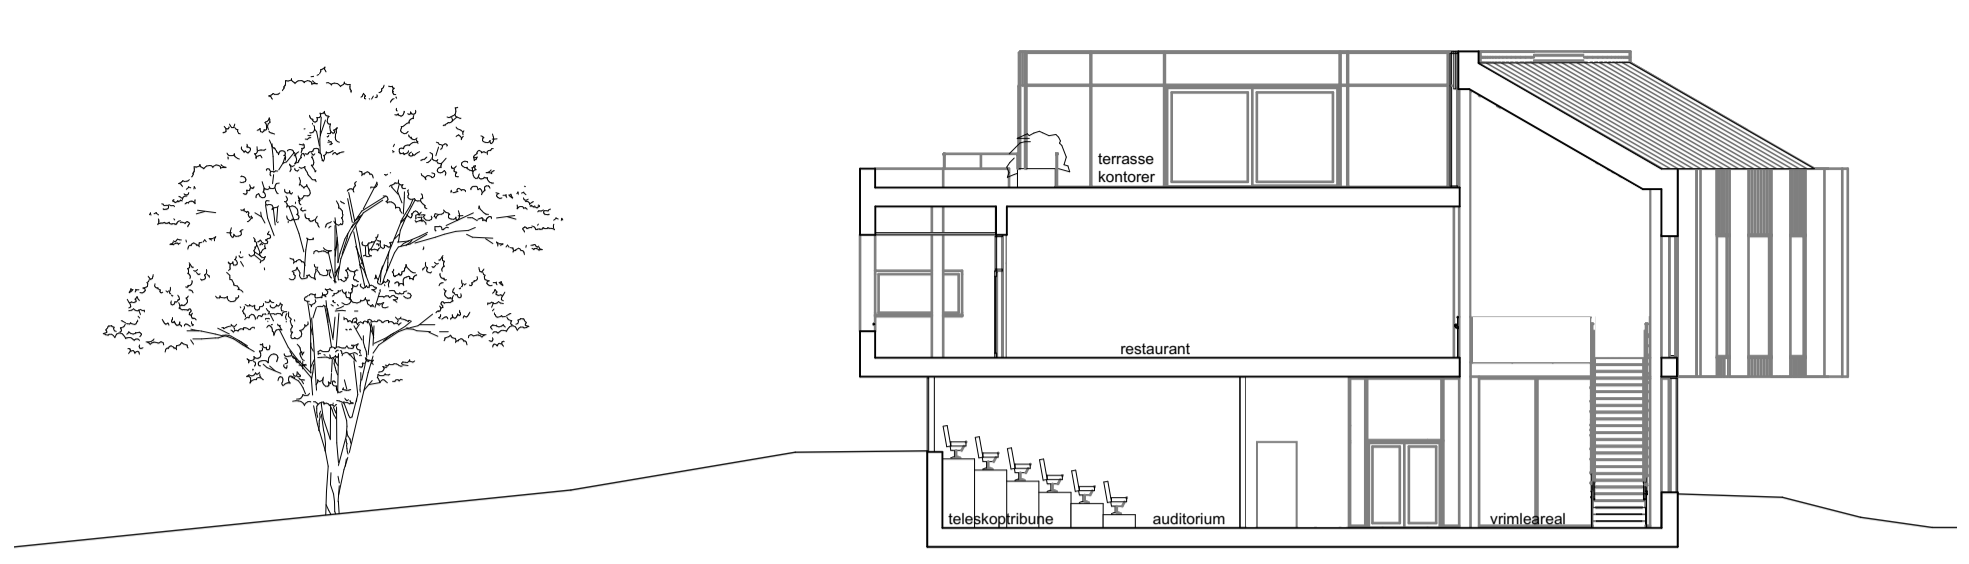 terrasse
kontorer
restaurant
teleskoptribune
auditorium
vrimleareal